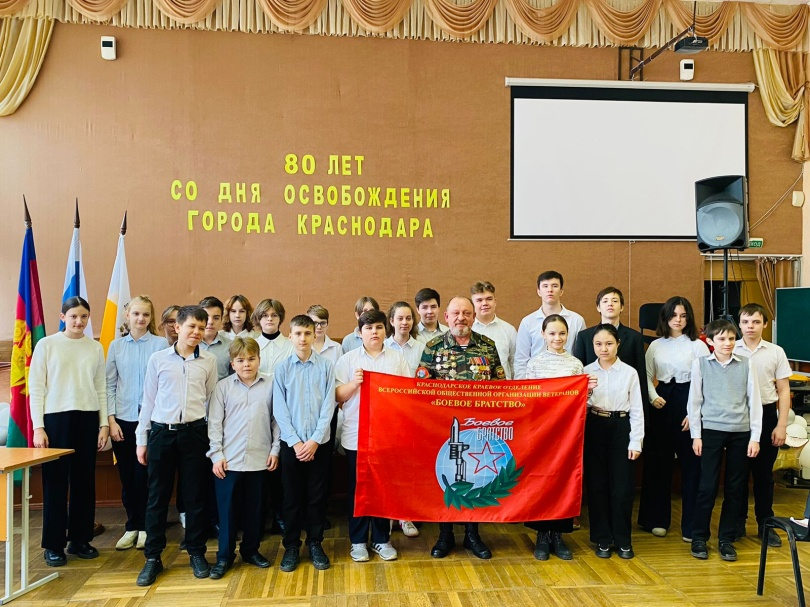 80 ЛЕТ
СО ДНЯ ОСВОБОЖДЕНИЯ
ГОРОДА КРАСНОДАРА
КРАСНОДАРСКОЕ КРАЕВОЕ ОТДЕЛЕНИЕ
ВСЕРОССИЙСКОЙ ОБЩЕСТВЕННОЙ ОРГАНИЗАЦИИ ВЕТЕРАНОВ
«БОЕВОЕ БРАТСТВО»
Боевое
БРАТСТВО